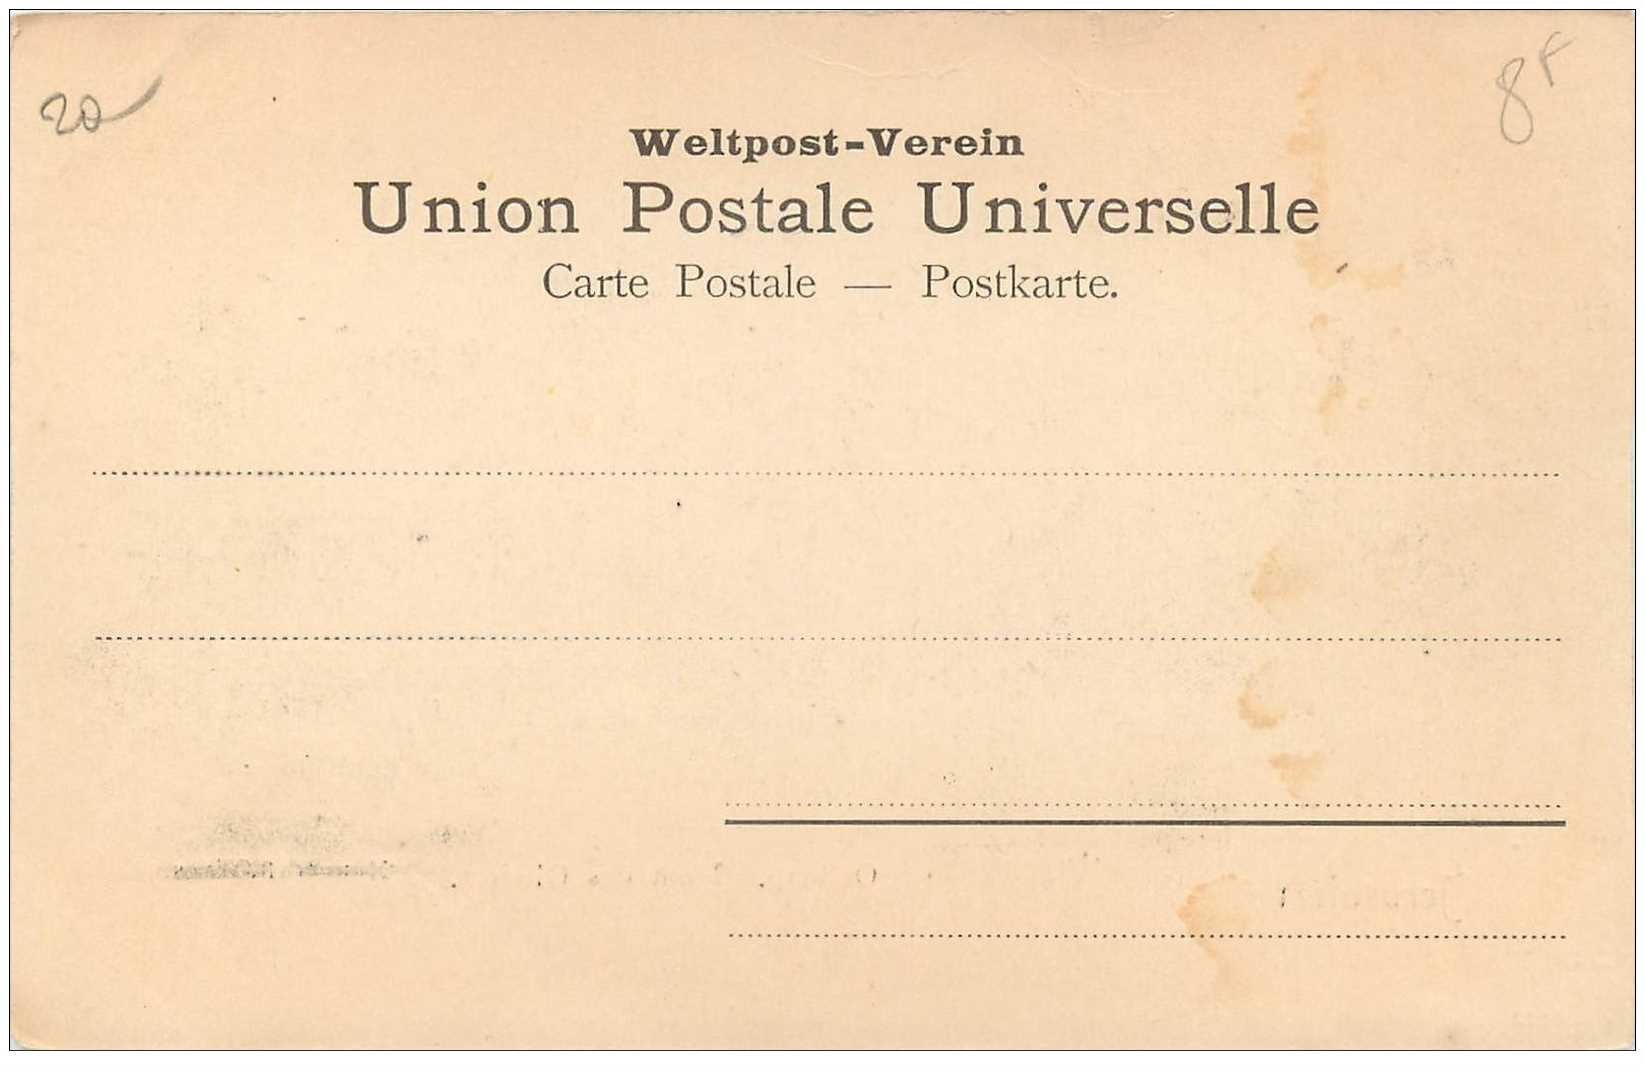 20
8F
Weltpost-Verein
Union Postale Universelle
Carte Postale — Postkarte.